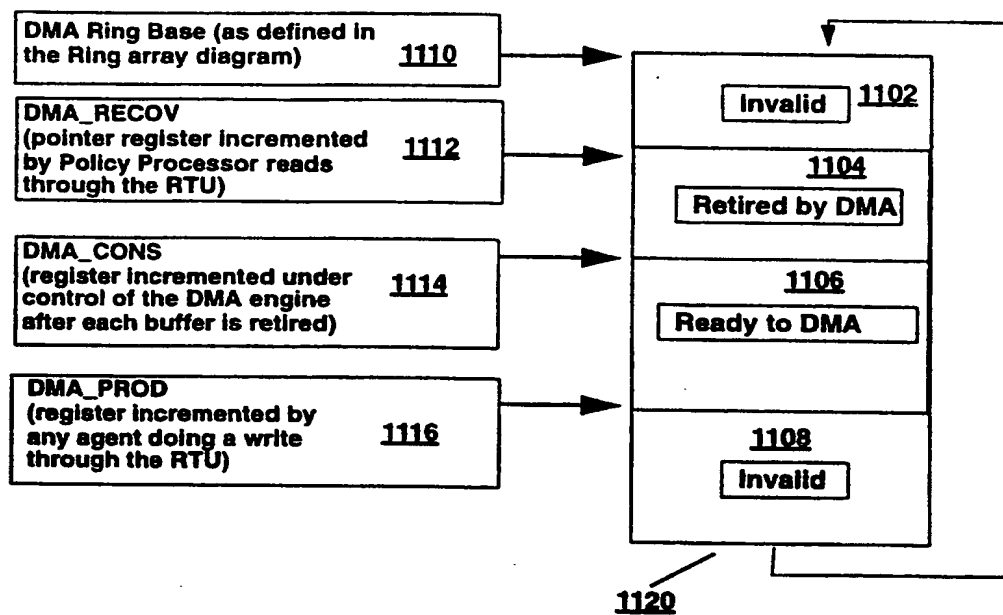 DMA Ring Base (as defined in
the Ring array diagram) 1110
DMA_RECOV
(pointer register incremented
by Policy Processor reads
through the RTU)
1112
DMA_CONS
(register incremented under
control of the DMA engine
after each buffer is retired)
1114
DMA_PROD
(register incremented by
any agent doing a write
through the RTU)
1116
Invalid 1102
1104
Retired by DMA
1106
Ready to DMA
1108
Invalid
1120